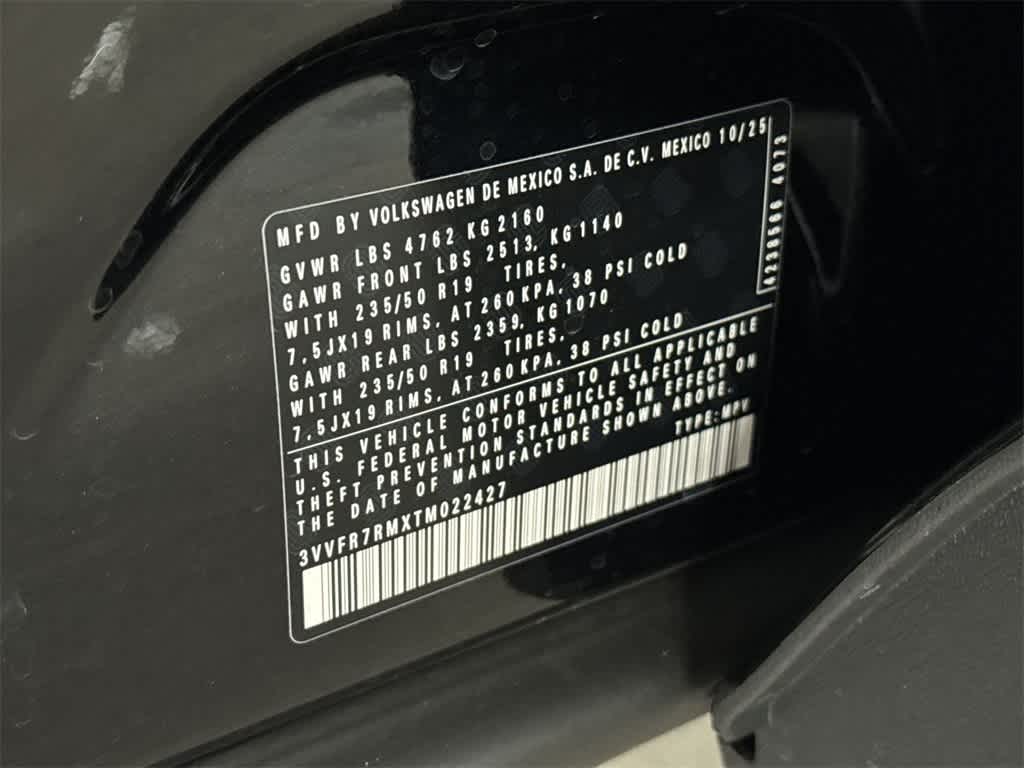 MFD BY VOLKSWAGEN DE MEXICO S.A. DE C.V. MEXICO 10/25
GVWR LBS 4762 KG 2160
GAWR FRONT LBS 2513, KG 1140
WITH 235/50 R19 TIRES,
7,5JX19 RIMS, AT 260 KPA, 38 PSI COLD
GAWR REAR LBS 2359, KG 1070
WITH 235/50 R19 TIRES,
7,5JX19 RIMS, AT 260 KPA, 38 PSI COLD
THIS VEHICLE CONFORMS TO ALL APPLICABLE
U.S. FEDERAL MOTOR VEHICLE SAFETY AND
THEFT PREVENTION STANDARDS IN EFFECT ON
THE DATE OF MANUFACTURE SHOWN ABOVE.
TYPE: MPV
3VVFR7RMXTM022427